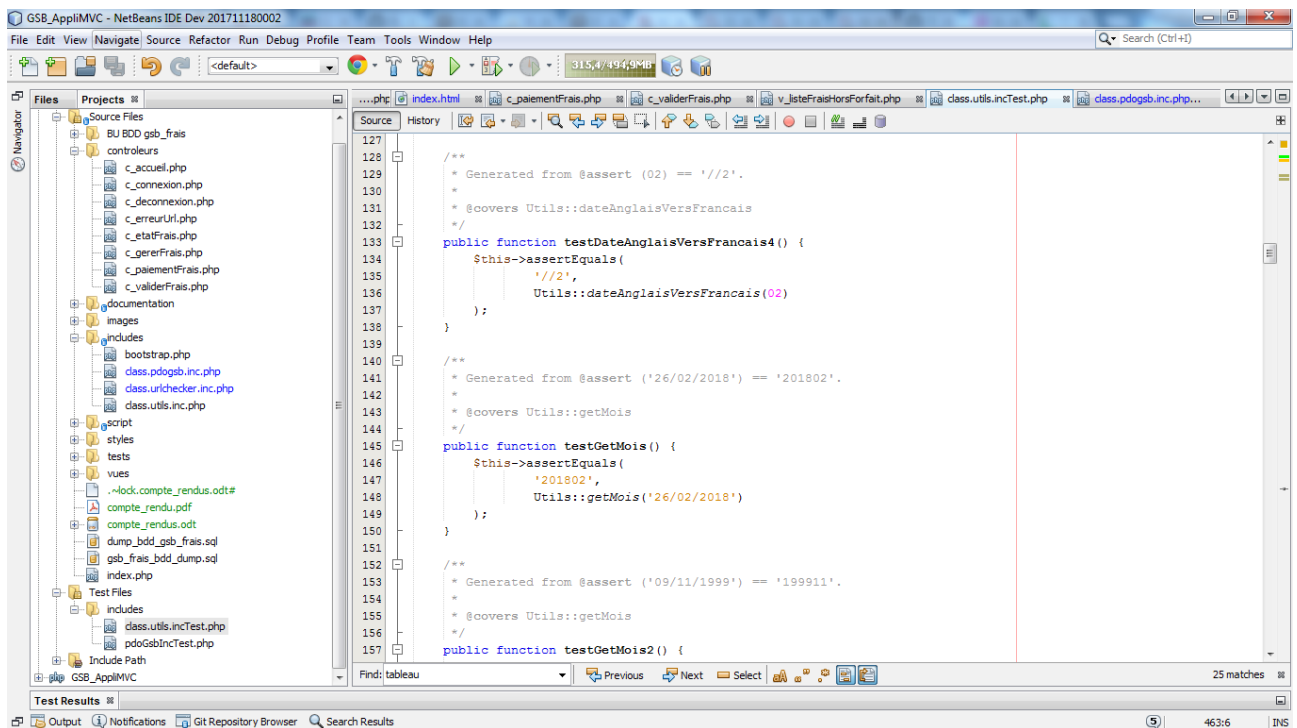 GSB_AppliMVC - NetBeans IDE Dev 201711180002
File Edit View Navigate Source Refactor Run Debug Profile Team Tools Window Help
Search (Ctrl+I)
<default>
315,4/494,9MB
Files Projects
....php index.html c_paiementFrais.php c_validerFrais.php v_listeFraisHorsForfait.php class.utils.incTest.php class.pdogsb.inc.php...
Navigator
Source History
Source Files
BU BDD gsb_frais
controleurs
c_accueil.php
c_connexion.php
c_deconnexion.php
c_erreurUrl.php
c_etatFrais.php
c_gererFrais.php
c_paiementFrais.php
c_validerFrais.php
documentation
images
includes
bootstrap.php
class.pdogsb.inc.php
class.urlchecker.inc.php
class.utils.inc.php
script
styles
tests
vues
.~lock.compte_rendus.odt#
compte_rendu.pdf
compte_rendus.odt
dump_bdd_gsb_frais.sql
gsb_frais_bdd_dump.sql
index.php
Test Files
includes
class.utils.incTest.php
pdoGsbIncTest.php
Include Path
GSB_AppliMVC
127
128 /**
129 * Generated from @assert (02) == '//2'.
130 *
131 * @covers Utils::dateAnglaisVersFrancais
132 */
133 public function testDateAnglaisVersFrancais4() {
134 $this->assertEquals(
135 '//2',
136 Utils::dateAnglaisVersFrancais(02)
137 );
138 }
139
140 /**
141 * Generated from @assert ('26/02/2018') == '201802'.
142 *
143 * @covers Utils::getMois
144 */
145 public function testGetMois() {
146 $this->assertEquals(
147 '201802',
148 Utils::getMois('26/02/2018')
149 );
150 }
151
152 /**
153 * Generated from @assert ('09/11/1999') == '199911'.
154 *
155 * @covers Utils::getMois
156 */
157 public function testGetMois2() {
Find: tableau Previous Next Select 25 matches
Test Results
Output Notifications Git Repository Browser Search Results 5 463:6 INS